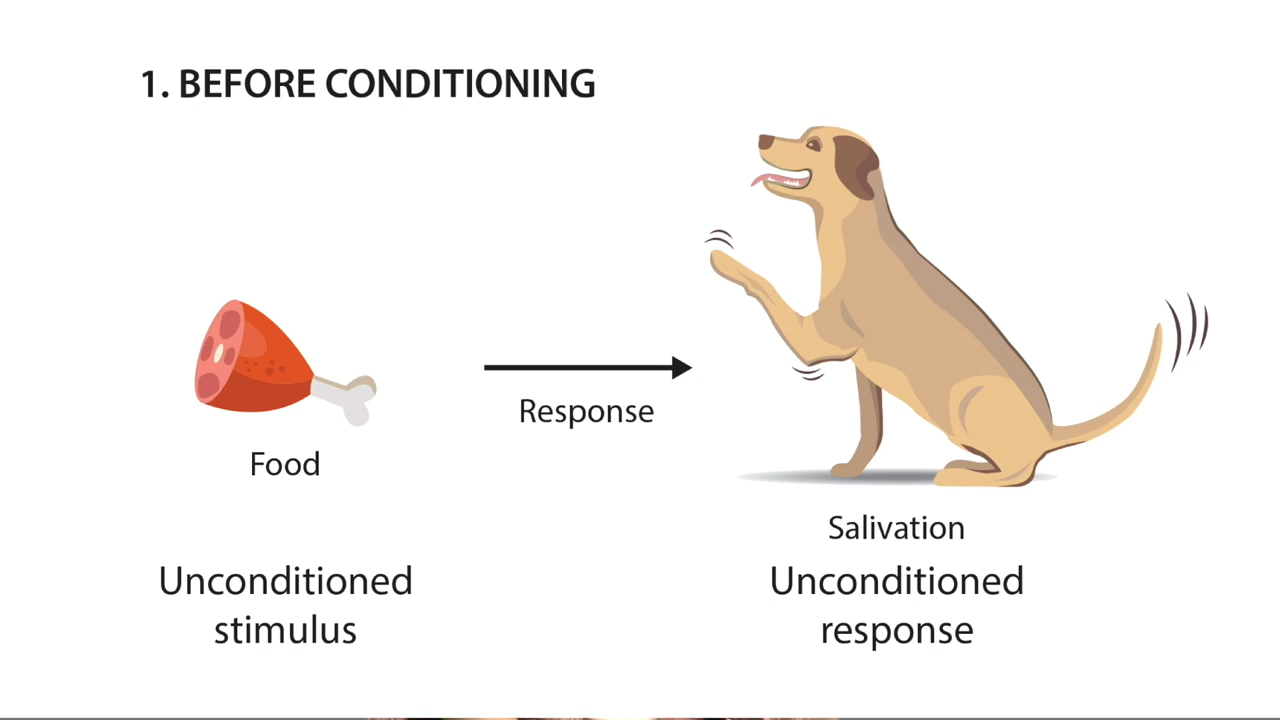 1. BEFORE CONDITIONING
Response
Food
Salivation
Unconditioned
stimulus
Unconditioned
response